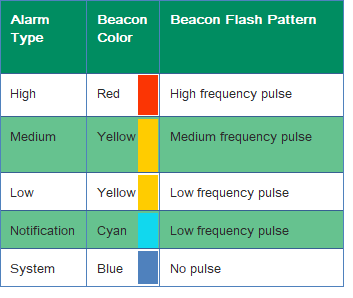 Alarm Type Beacon Color Beacon Flash Pattern
High Red High frequency pulse
Medium Yellow Medium frequency pulse
Low Yellow Low frequency pulse
Notification Cyan Low frequency pulse
System Blue No pulse